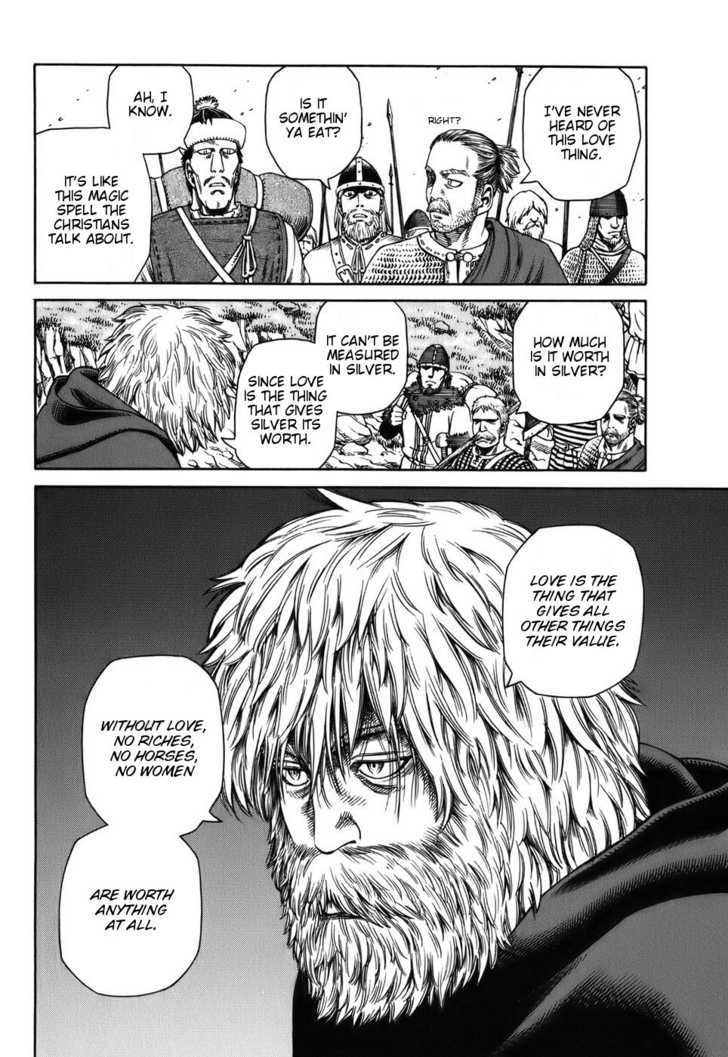 I'VE NEVER
HEARD OF
THIS LOVE
THING.
RIGHT?
IS IT
SOMETHIN'
YA EAT?
AH, I
KNOW.
IT'S LIKE
THIS MAGIC
SPELL THE
CHRISTIANS
TALK ABOUT.
HOW MUCH
IS IT WORTH
IN SILVER?
IT CAN'T BE
MEASURED
IN SILVER.
SINCE LOVE
IS THE THING
THAT GIVES
SILVER ITS
WORTH.
LOVE IS THE
THING THAT
GIVES ALL
OTHER THINGS
THEIR VALUE.
WITHOUT LOVE,
NO RICHES,
NO HORSES,
NO WOMEN
ARE WORTH
ANYTHING
AT ALL.